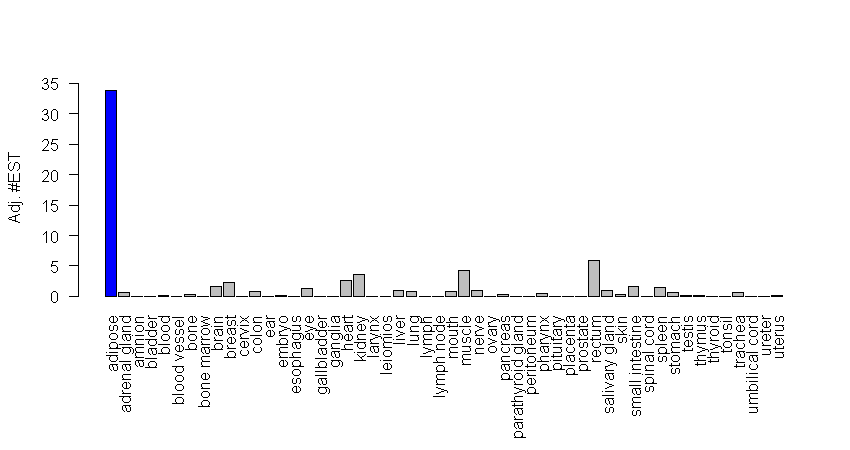 Adj. #EST
35
30
25
20
15
10
5
0
adipose
adrenal gland
amnion
bladder
blood
blood vessel
bone
bone marrow
brain
breast
cervix
colon
ear
embryo
esophagus
eye
gallbladder
ganglia
heart
kidney
larynx
leiomios
liver
lung
lymph
lymph node
mouth
muscle
nerve
ovary
pancreas
parathyroid gland
peritoneum
pharynx
pituitary
placenta
prostate
rectum
salivary gland
skin
small intestine
spinal cord
spleen
stomach
testis
thymus
thyroid
tonsil
trachea
umbilical cord
ureter
uterus